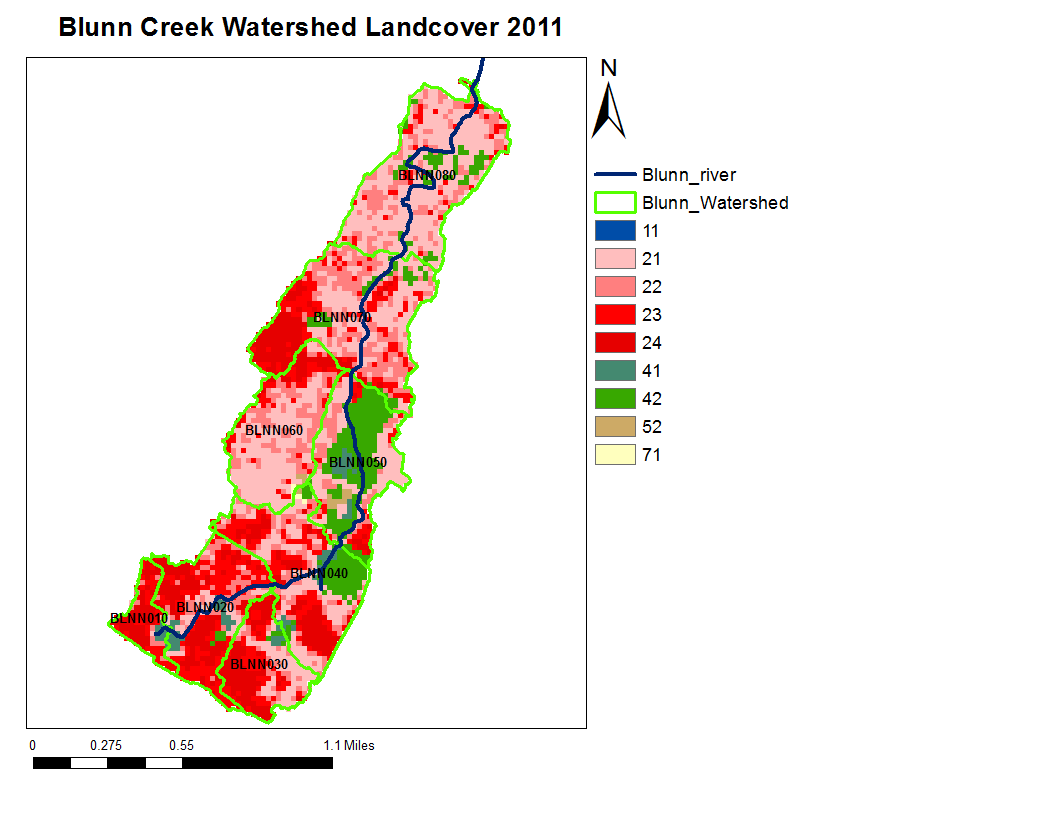 Blunn Creek Watershed Landcover 2011
N
Blunn_river
Blunn_Watershed
11
21
22
23
24
41
42
52
71
BLNN080
BLNN070
BLNN060
BLNN050
BLNN040
BLNN020
BLNN010
BLNN030
0 0.275 0.55 1.1 Miles